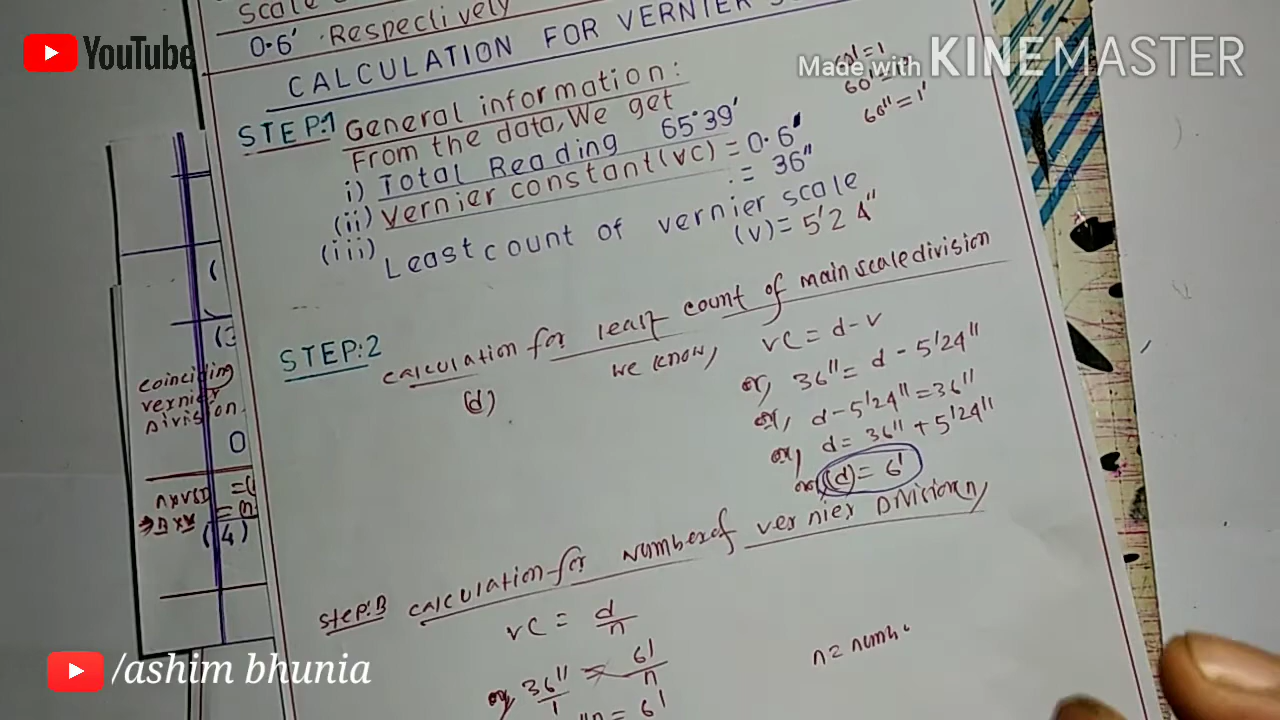 YouTube
Made with KINEMASTER
Scale
0.6' Respectively
CALCULATION FOR VERNIER
60' = 1°
60'' = 1'
STEP:1 General information:
From the data, We get
i) Total Reading 65°39'
(ii) Vernier constant (VC) = 0.6'
= 36"
(iii) Least count of vernier scale
(V) = 5'24"
STEP:2 calculation for least count of main scale division
(d)
we know, VC = d - V
or, 36" = d - 5'24"
or, d - 5'24" = 36"
or, d = 36" + 5'24"
or, (d) = 6'
Step:3 calculation for Number of vernier Division
VC = d/n
or, 36"/1 = 6'/n
"n = 6'
n = numb
coinciding
vernier
Division
0
n×VSD =
(4)
/ashim bhunia